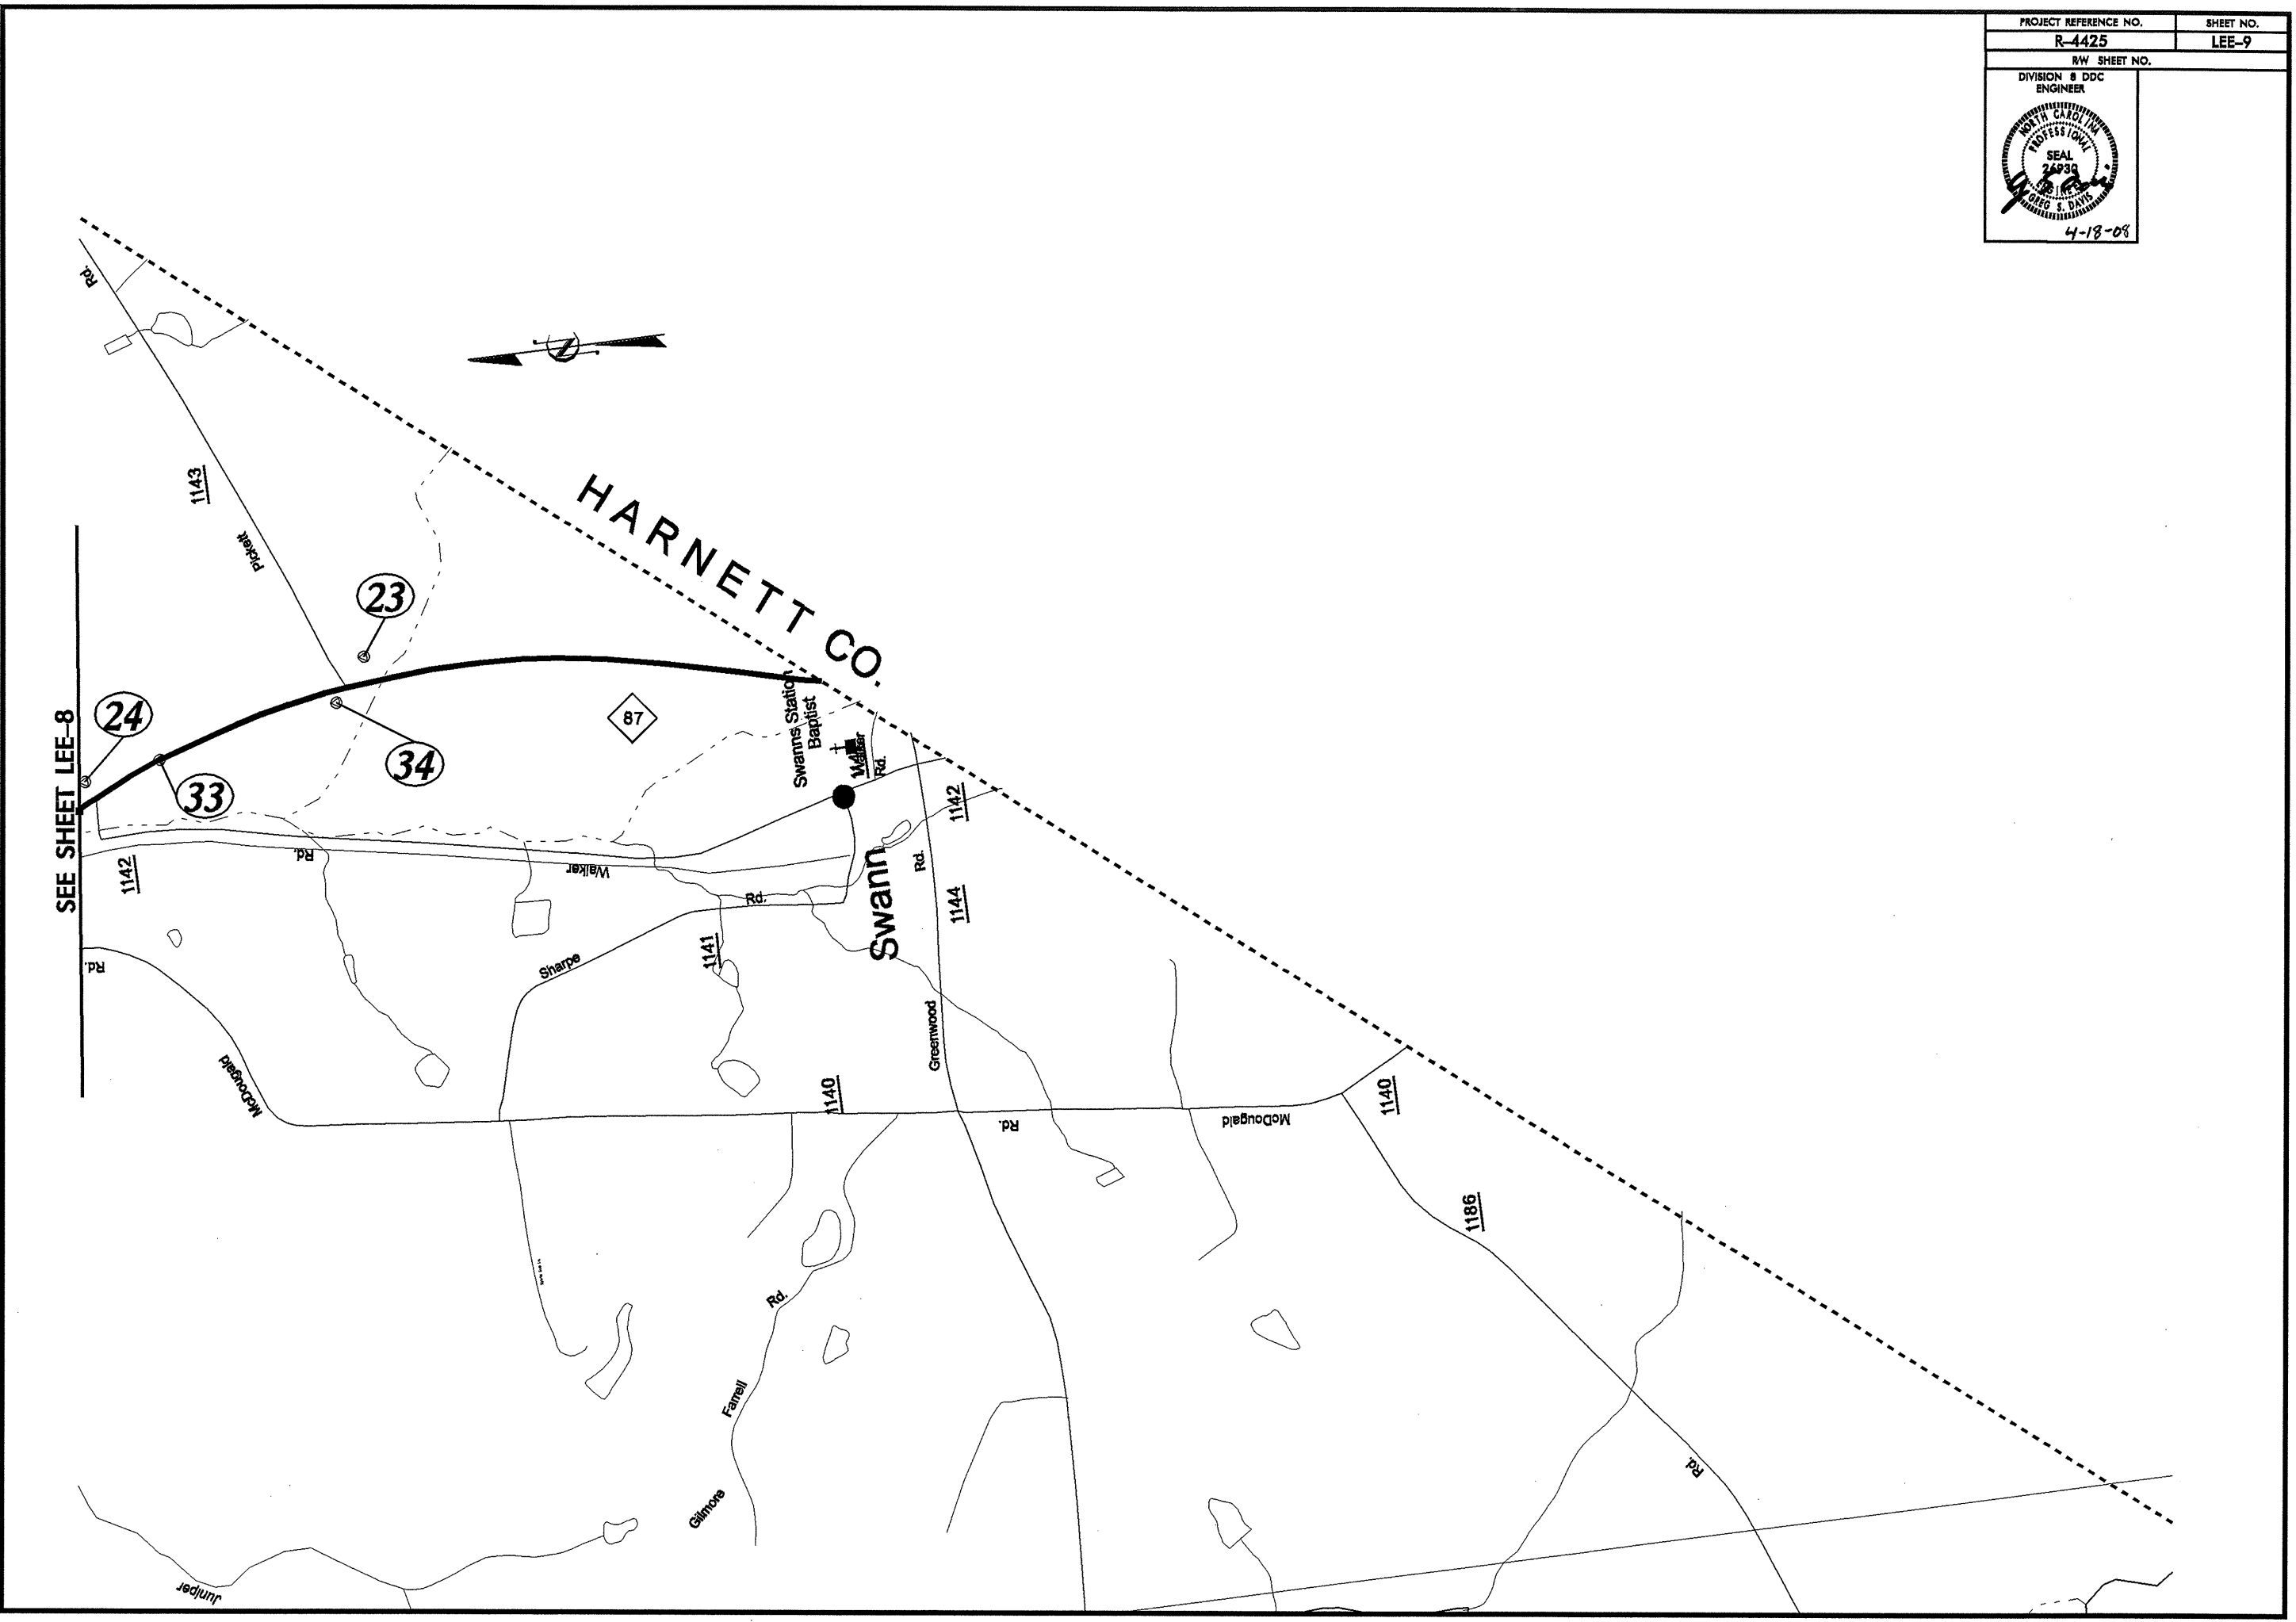 PROJECT REFERENCE NO.
SHEET NO.
R-4425
LEE-9
R/W SHEET NO.
DIVISION 8 DDC
ENGINEER
NORTH CAROLINA
PROFESSIONAL
SEAL
26930
ENGINEER
GREG S. DAVIS
4-18-08
Rd.
1143
Pickett
HARNETT CO.
23
24
SEE SHEET LEE-8
33
34
87
Swanns Station
Baptist
Walker
Rd.
1142
1142
Rd.
Walker
Rd.
Rd.
1144
Swann
Rd.
Sharpe
1141
McDougald
Greenwood
1140
Rd.
McDougald
1140
1186
Rd.
Farrell
Gilmore
Rd.
Juniper